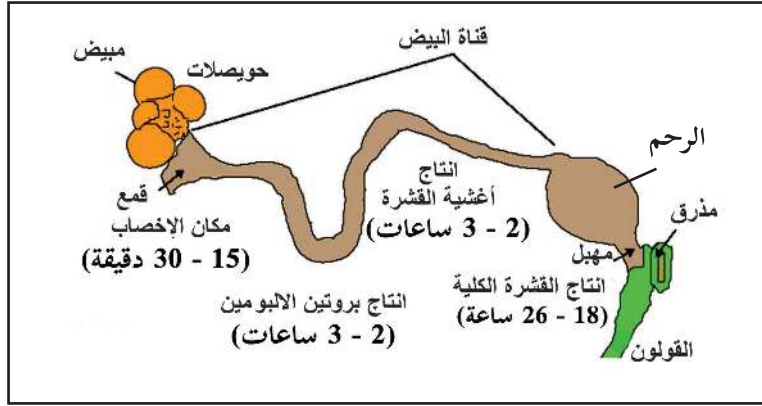 قناة البيض
مبيض
حويصلات
الرحم
مذرق
انتاج
أغشية القشرة
(2 - 3 ساعات)
قمع
مكان الإخصاب
(15 - 30 دقيقة)
مهبل
انتاج القشرة الكلية
(18 - 26 ساعة)
انتاج بروتين الالبومين
(2 - 3 ساعات)
القولون